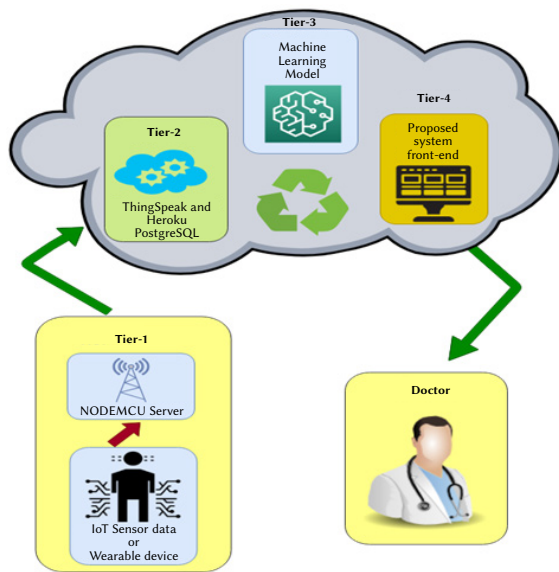 Tier-3
Machine
Learning
Model
Tier-4
Proposed
system
front-end
Tier-2
ThingSpeak and
Heroku
PostgreSQL
Tier-1
NODEMCU Server
IoT Sensor data
or
Wearable device
Doctor